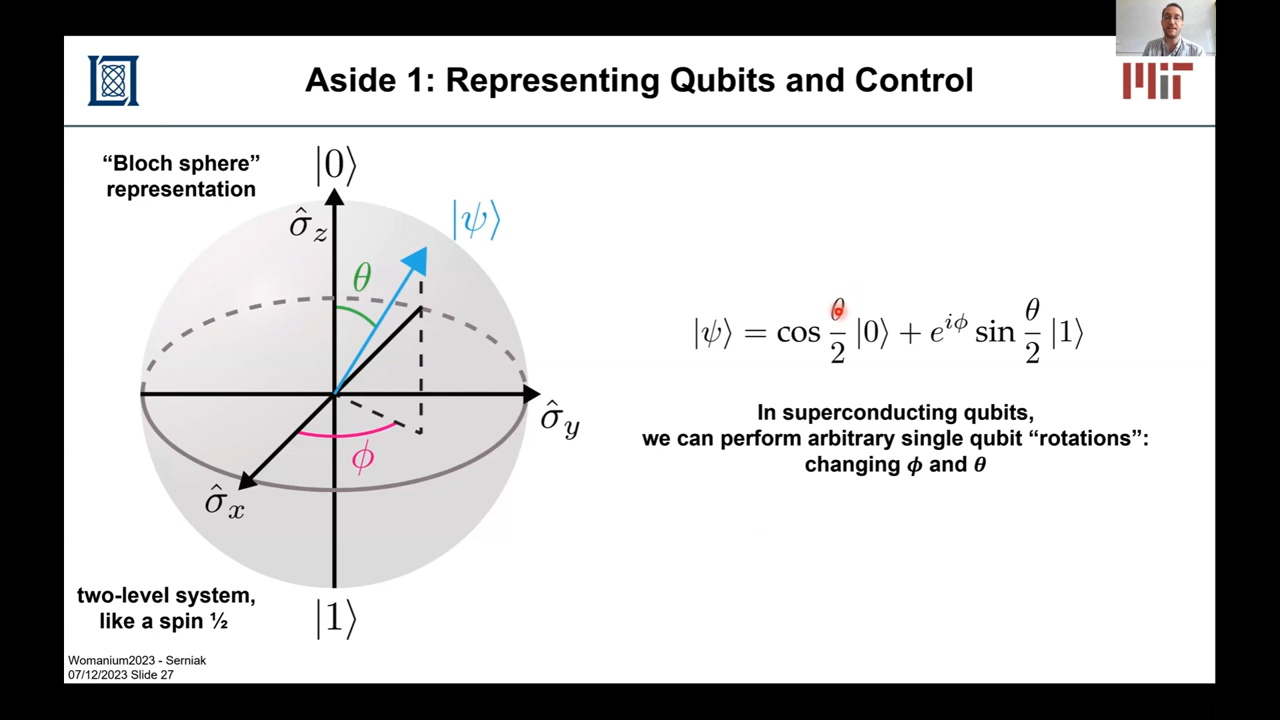 Aside 1: Representing Qubits and Control
MIT
“Bloch sphere”
representation
|0⟩
σ̂z
|ψ⟩
θ
σ̂y
ϕ
σ̂x
|1⟩
two-level system,
like a spin ½
|ψ⟩ = cos θ/2 |0⟩ + e^{iϕ} sin θ/2 |1⟩
In superconducting qubits,
we can perform arbitrary single qubit “rotations”:
changing ϕ and θ
Womanium2023 - Serniak
07/12/2023 Slide 27